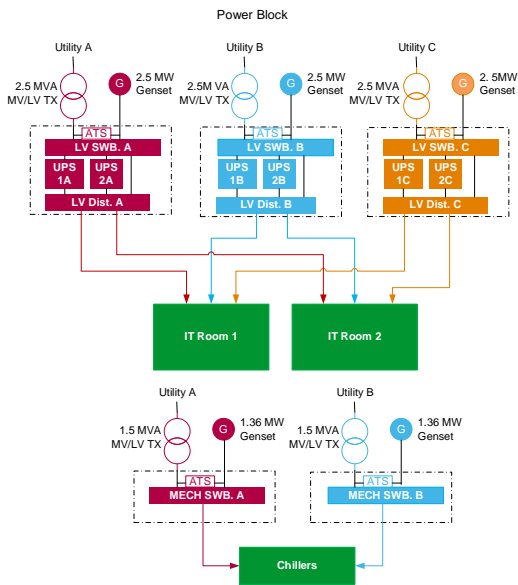 Power Block
Utility A
Utility B
Utility C
2.5 MVA
MV/LV TX
G
2.5 MW
Genset
2.5M VA
MV/LV TX
G
2.5 MW
Genset
2.5 MVA
MV/LV TX
G
2. 5MW
Genset
ATS
LV SWB. A
UPS
1A
UPS
2A
LV Dist. A
ATS
LV SWB. B
UPS
1B
UPS
2B
LV Dist. B
ATS
LV SWB. C
UPS
1C
UPS
2C
LV Dist. C
IT Room 1
IT Room 2
Utility A
Utility B
1.5 MVA
MV/LV TX
G
1.36 MW
Genset
1.5 MVA
MV/LV TX
G
1.36 MW
Genset
ATS
MECH SWB. A
ATS
MECH SWB. B
Chillers